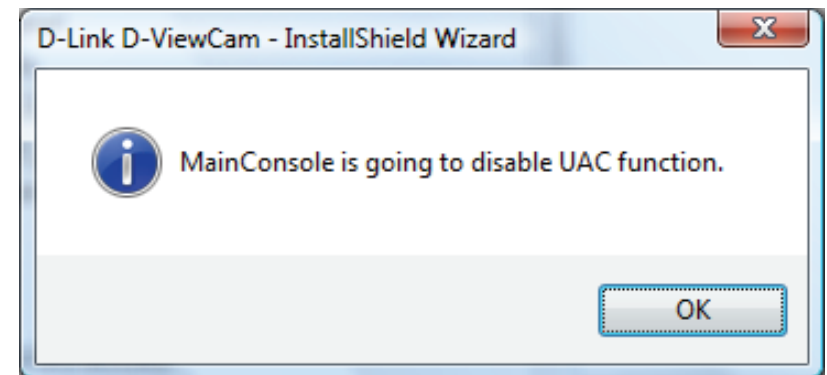 D-Link D-ViewCam - InstallShield Wizard
MainConsole is going to disable UAC function.
OK